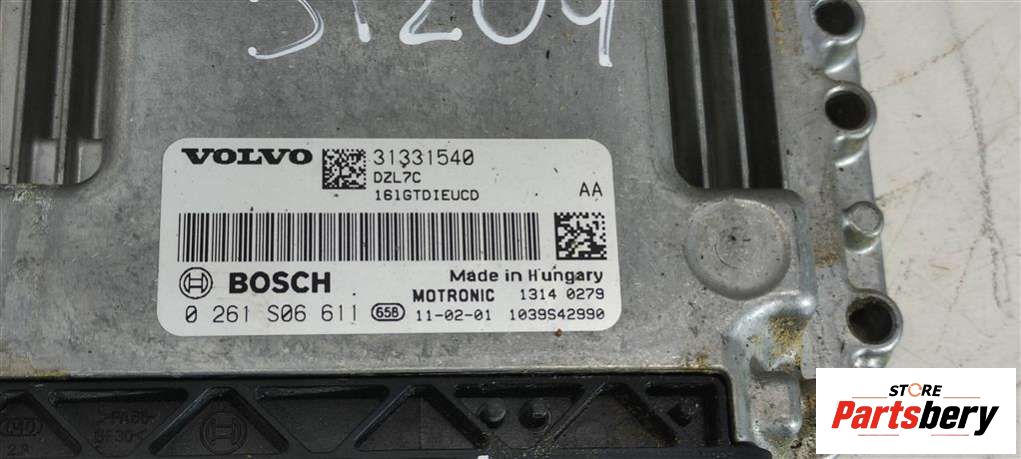 51204
VOLVO 31331540
DZL7C
161GTDIEUCD AA
BOSCH Made in Hungary
MOTRONIC 1314 0279
0 261 S06 611 658 11-02-01 1039S42990
STORE
Partsbery